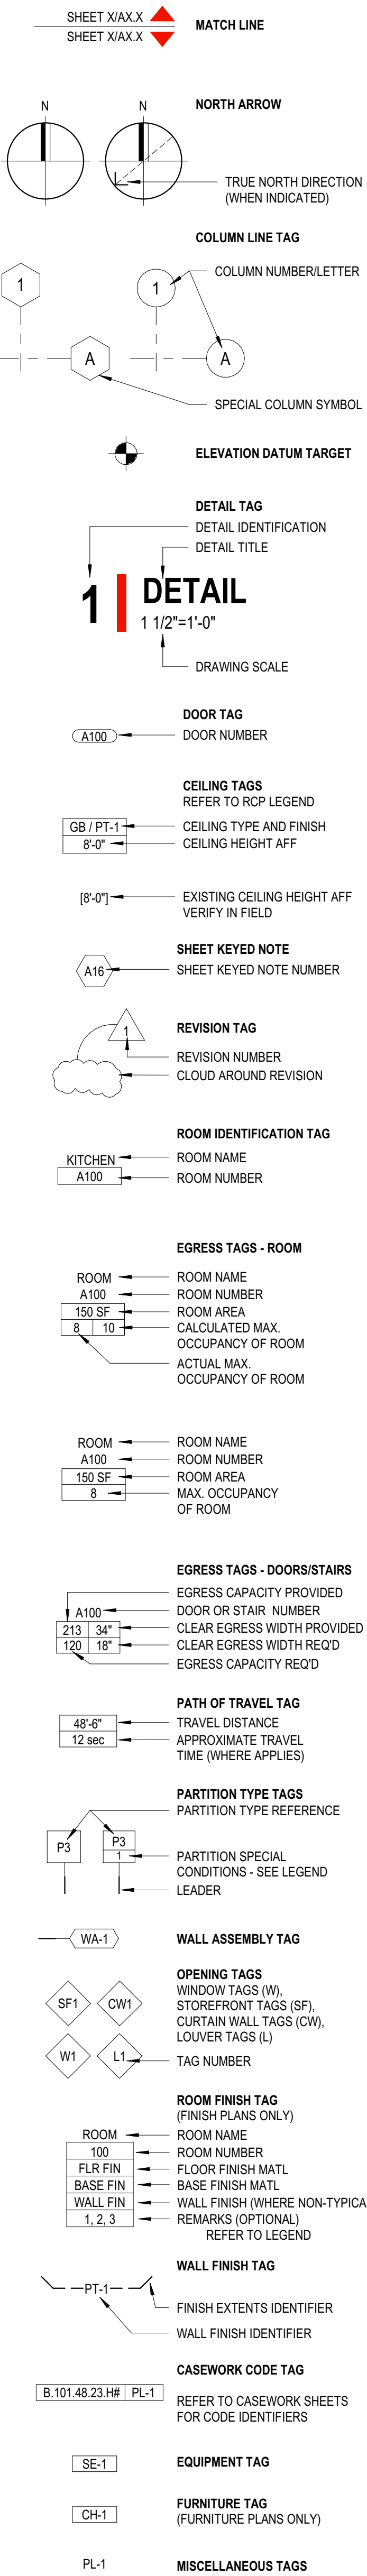 SHEET X/AX.X
SHEET X/AX.X
MATCH LINE
NORTH ARROW
N N
TRUE NORTH DIRECTION
(WHEN INDICATED)
COLUMN LINE TAG
COLUMN NUMBER/LETTER
1 1
A A
SPECIAL COLUMN SYMBOL
ELEVATION DATUM TARGET
DETAIL TAG
DETAIL IDENTIFICATION
DETAIL TITLE
1 DETAIL
1 1/2"=1'-0"
DRAWING SCALE
DOOR TAG
A100 DOOR NUMBER
CEILING TAGS
REFER TO RCP LEGEND
GB / PT-1 CEILING TYPE AND FINISH
8'-0" CEILING HEIGHT AFF
[8'-0"] EXISTING CEILING HEIGHT AFF
VERIFY IN FIELD
SHEET KEYED NOTE
A16 SHEET KEYED NOTE NUMBER
REVISION TAG
1
REVISION NUMBER
CLOUD AROUND REVISION
ROOM IDENTIFICATION TAG
KITCHEN ROOM NAME
A100 ROOM NUMBER
EGRESS TAGS - ROOM
ROOM ROOM NAME
A100 ROOM NUMBER
150 SF ROOM AREA
8 10 CALCULATED MAX.
OCCUPANCY OF ROOM
ACTUAL MAX.
OCCUPANCY OF ROOM
ROOM ROOM NAME
A100 ROOM NUMBER
150 SF ROOM AREA
8 MAX. OCCUPANCY
OF ROOM
EGRESS TAGS - DOORS/STAIRS
EGRESS CAPACITY PROVIDED
A100 DOOR OR STAIR NUMBER
213 34" CLEAR EGRESS WIDTH PROVIDED
120 18" CLEAR EGRESS WIDTH REQ'D
EGRESS CAPACITY REQ'D
PATH OF TRAVEL TAG
48'-6" TRAVEL DISTANCE
12 sec APPROXIMATE TRAVEL
TIME (WHERE APPLIES)
PARTITION TYPE TAGS
PARTITION TYPE REFERENCE
P3 P3
1 PARTITION SPECIAL
CONDITIONS - SEE LEGEND
LEADER
WA-1 WALL ASSEMBLY TAG
OPENING TAGS
WINDOW TAGS (W),
SF1 CW1 STOREFRONT TAGS (SF),
CURTAIN WALL TAGS (CW),
LOUVER TAGS (L)
W1 L1 TAG NUMBER
ROOM FINISH TAG
(FINISH PLANS ONLY)
ROOM ROOM NAME
100 ROOM NUMBER
FLR FIN FLOOR FINISH MATL
BASE FIN BASE FINISH MATL
WALL FIN WALL FINISH (WHERE NON-TYPICA
1, 2, 3 REMARKS (OPTIONAL)
REFER TO LEGEND
WALL FINISH TAG
PT-1
FINISH EXTENTS IDENTIFIER
WALL FINISH IDENTIFIER
CASEWORK CODE TAG
B.101.48.23.H# PL-1
REFER TO CASEWORK SHEETS
FOR CODE IDENTIFIERS
SE-1 EQUIPMENT TAG
FURNITURE TAG
CH-1 (FURNITURE PLANS ONLY)
PL-1 MISCELLANEOUS TAGS